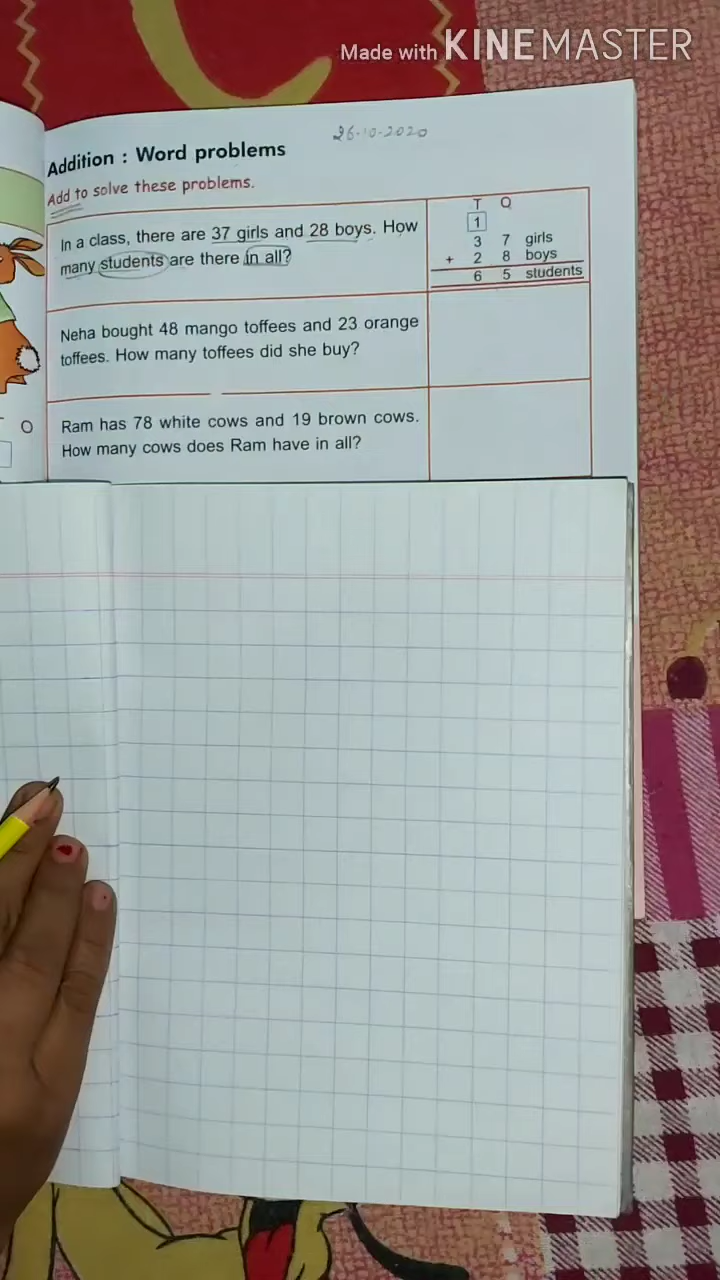 Made with KINEMASTER
26-10-2020
Addition : Word problems
Add to solve these problems.
In a class, there are 37 girls and 28 boys. How
many students are there in all?
T O
1
3 7 girls
+ 2 8 boys
6 5 students
Neha bought 48 mango toffees and 23 orange
toffees. How many toffees did she buy?
O
Ram has 78 white cows and 19 brown cows.
How many cows does Ram have in all?